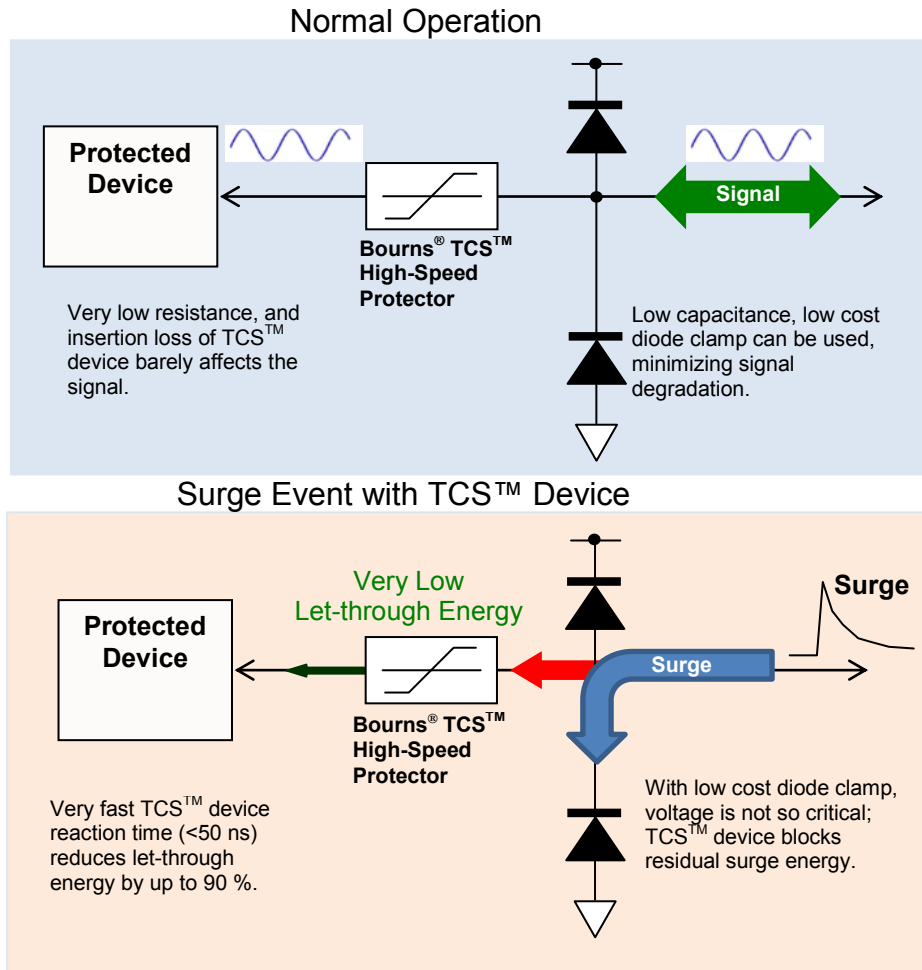 Normal Operation
Protected
Device
Signal
Bourns® TCS™
High-Speed
Protector
Very low resistance, and
insertion loss of TCS™
device barely affects the
signal.
Low capacitance, low cost
diode clamp can be used,
minimizing signal
degradation.
Surge Event with TCS™ Device
Very Low
Let-through Energy
Surge
Protected
Device
Surge
Bourns® TCS™
High-Speed
Protector
Very fast TCS™ device
reaction time (<50 ns)
reduces let-through
energy by up to 90 %.
With low cost diode clamp,
voltage is not so critical;
TCS™ device blocks
residual surge energy.